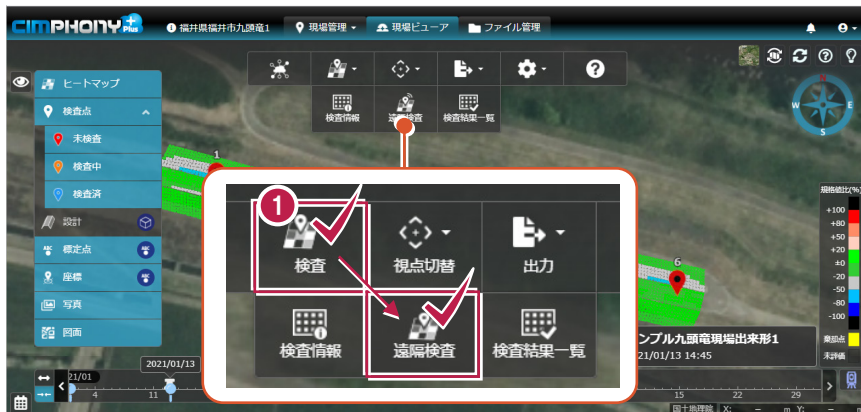 CIMPHONY Plus
福井県福井市九頭竜1
現場管理
現場ビューア
ファイル管理
ヒートマップ
検査点
未検査
検査中
検査済
設計
標定点
座標
写真
図面
検査情報
遠隔検査
検査結果一覧
N
W
E
S
1
6
1
検査
視点切替
出力
検査情報
遠隔検査
検査結果一覧
規格値比(%)
+100
+80
+50
+20
±0
-20
-50
-80
-100
棄却点
未評価
ンプル九頭竜現場出来形1
21/01/13 14:45
2021/01/13
21/01
4
11
15
22
29
国土地理院 X: - m Y: -